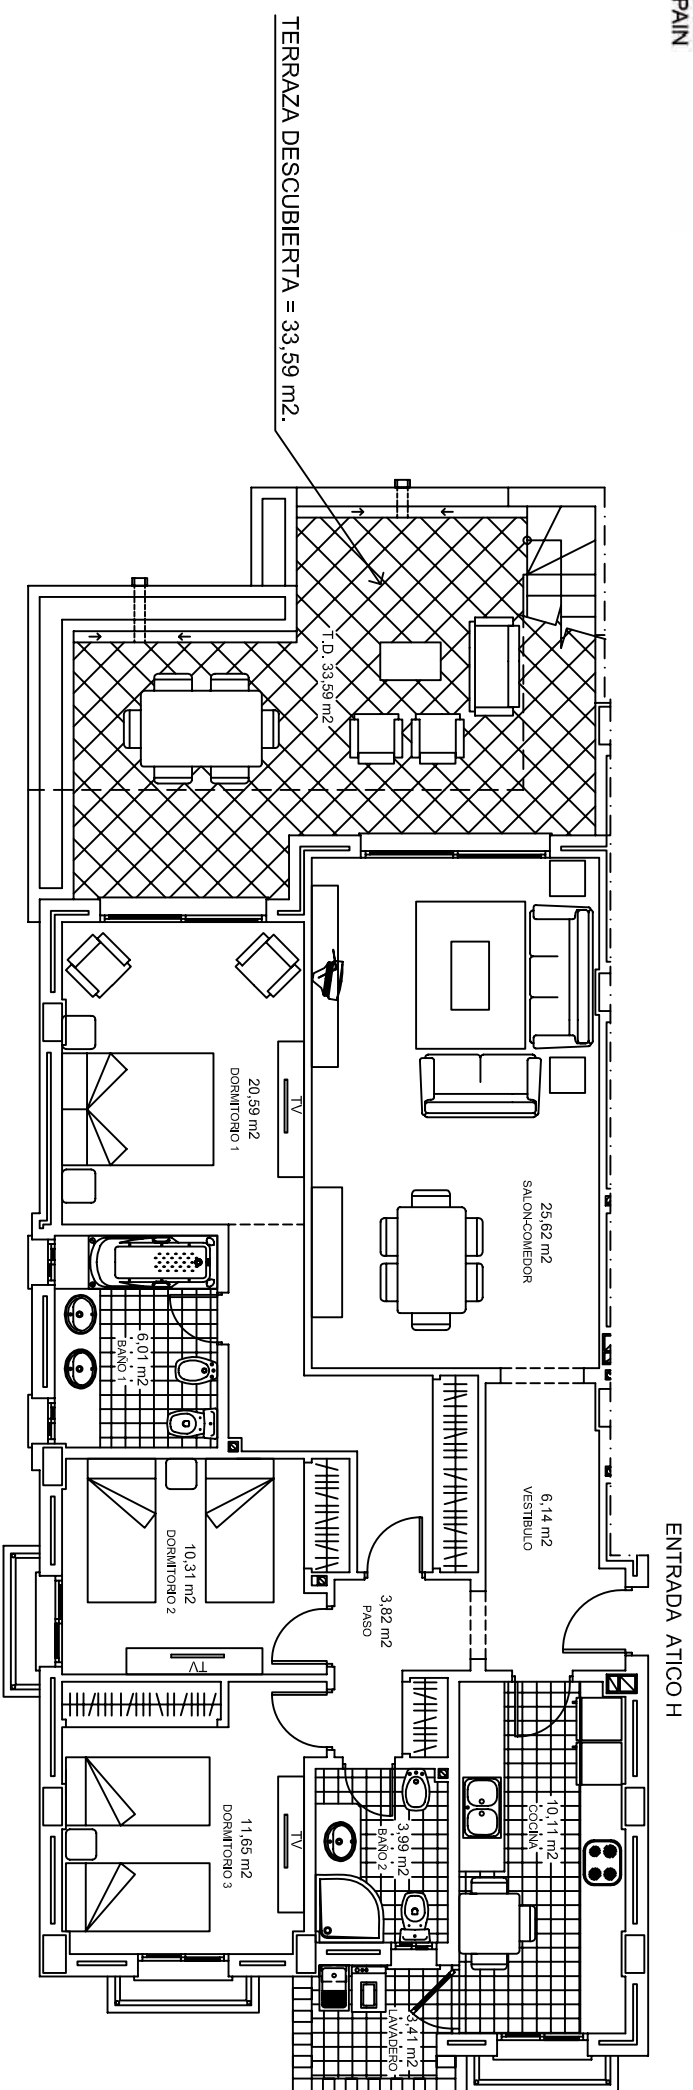 PAIN
TERRAZA DESCUBIERTA = 33,59 m2.
ENTRADA ATICO H
T.D. 33,59 m2
25,62 m2
SALON-COMEDOR
20,59 m2
DORMITORIO 1
TV
6,01 m2
BAÑO 1
6,14 m2
VESTIBULO
10,31 m2
DORMITORIO 2
TV
3,82 m2
PASO
11,65 m2
DORMITORIO 3
TV
3,99 m2
BAÑO 2
10,11 m2
COCINA
3,41 m2
LAVADERO